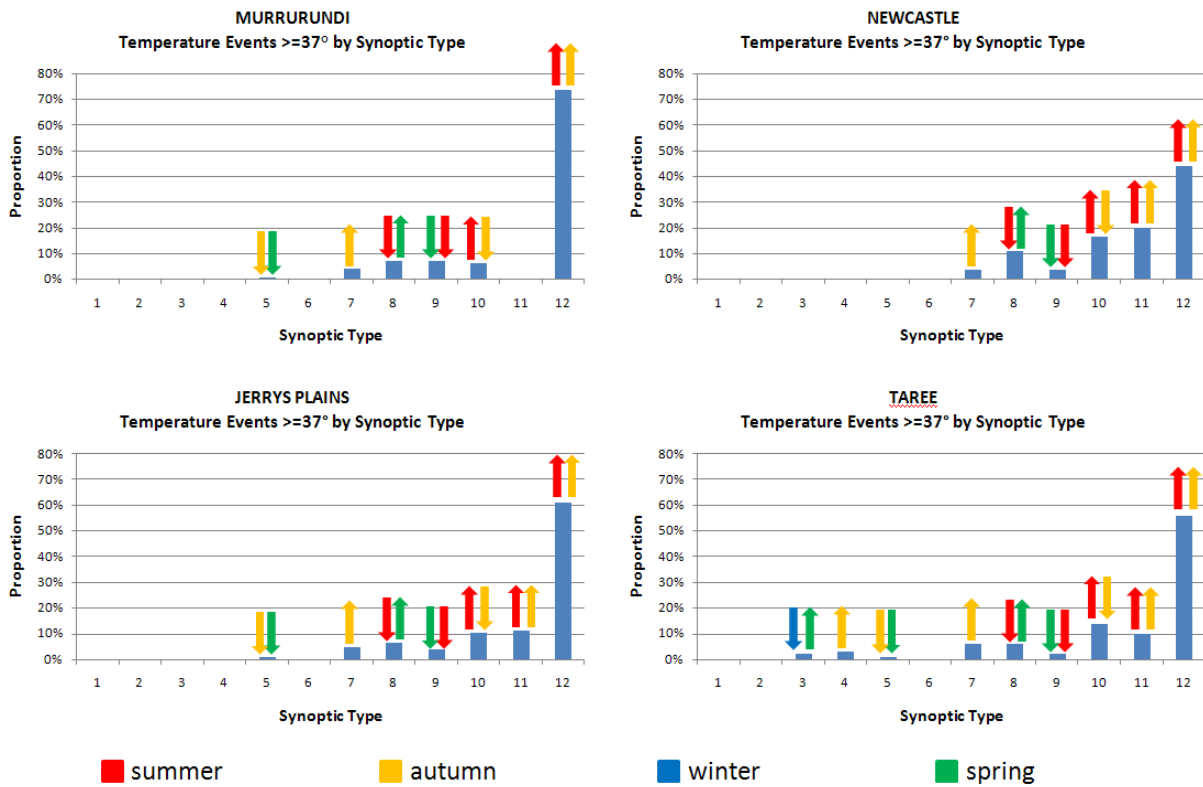 MURRURUNDI
Temperature Events >=37° by Synoptic Type
80%
70%
60%
50%
40%
30%
20%
10%
0%
Proportion
1 2 3 4 5 6 7 8 9 10 11 12
Synoptic Type
NEWCASTLE
Temperature Events >=37° by Synoptic Type
80%
70%
60%
50%
40%
30%
20%
10%
0%
Proportion
1 2 3 4 5 6 7 8 9 10 11 12
Synoptic Type
JERRYS PLAINS
Temperature Events >=37° by Synoptic Type
80%
70%
60%
50%
40%
30%
20%
10%
0%
Proportion
1 2 3 4 5 6 7 8 9 10 11 12
Synoptic Type
TAREE
Temperature Events >=37° by Synoptic Type
80%
70%
60%
50%
40%
30%
20%
10%
0%
Proportion
1 2 3 4 5 6 7 8 9 10 11 12
Synoptic Type
summer autumn winter spring